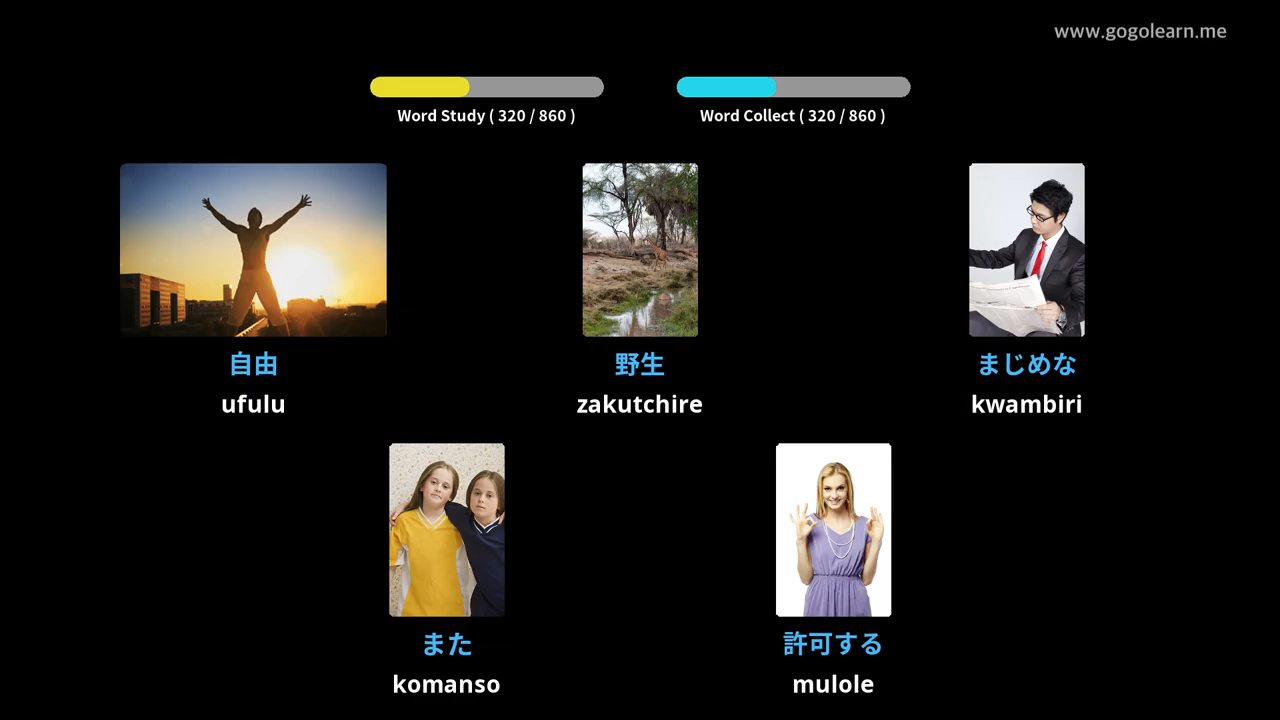 www.gogolearn.me
Word Study ( 320 / 860 )
Word Collect ( 320 / 860 )
自由
ufulu
野生
zakutchire
まじめな
kwambiri
また
komanso
許可する
mulole